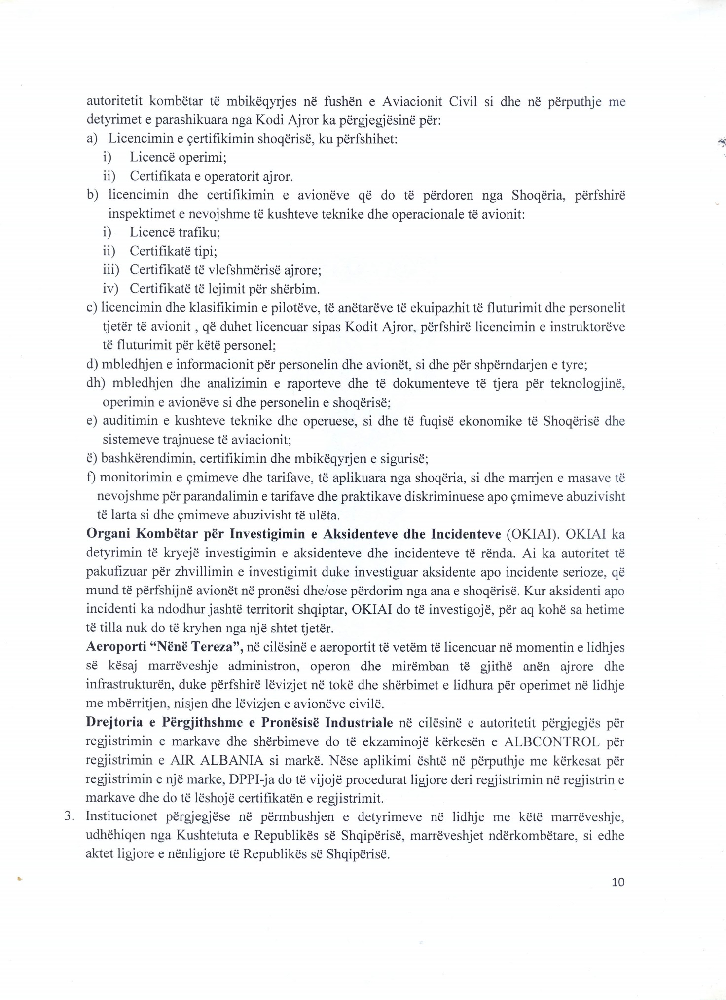 autoritetit kombëtar të mbikëqyrjes në fushën e Aviacionit Civil si dhe në përputhje me
detyrimet e parashikuara nga Kodi Ajror ka përgjegjësinë për:
a) Licencimin e çertifikimin shoqërisë, ku përfshihet:
i) Licencë operimi;
ii) Certifikata e operatorit ajror.
b) licencimin dhe certifikimin e avionëve që do të përdoren nga Shoqëria, përfshirë
inspektimet e nevojshme të kushteve teknike dhe operacionale të avionit:
i) Licencë trafiku;
ii) Certifikatë tipi;
iii) Certifikatë të vlefshmërisë ajrore;
iv) Certifikatë të lejimit për shërbim.
c) licencimin dhe klasifikimin e pilotëve, të anëtarëve të ekuipazhit të fluturimit dhe personelit
tjetër të avionit , që duhet licencuar sipas Kodit Ajror, përfshirë licencimin e instruktorëve
të fluturimit për këtë personel;
d) mbledhjen e informacionit për personelin dhe avionët, si dhe për shpërndarjen e tyre;
dh) mbledhjen dhe analizimin e raporteve dhe të dokumenteve të tjera për teknologjinë,
operimin e avionëve si dhe personelin e shoqërisë;
e) auditimin e kushteve teknike dhe operuese, si dhe të fuqisë ekonomike të Shoqërisë dhe
sistemeve trajnuese të aviacionit;
ë) bashkërendimin, certifikimin dhe mbikëqyrjen e sigurisë;
f) monitorimin e çmimeve dhe tarifave, të aplikuara nga shoqëria, si dhe marrjen e masave të
nevojshme për parandalimin e tarifave dhe praktikave diskriminuese apo çmimeve abuzivisht
të larta si dhe çmimeve abuzivisht të ulëta.
Organi Kombëtar për Investigimin e Aksidenteve dhe Incidenteve (OKIAI). OKIAI ka
detyrimin të kryejë investigimin e aksidenteve dhe incidenteve të rënda. Ai ka autoritet të
pakufizuar për zhvillimin e investigimit duke investiguar aksidente apo incidente serioze, që
mund të përfshijnë avionët në pronësi dhe/ose përdorim nga ana e shoqërisë. Kur aksidenti apo
incidenti ka ndodhur jashtë territorit shqiptar, OKIAI do të investigojë, për aq kohë sa hetime
të tilla nuk do të kryhen nga një shtet tjetër.
Aeroporti “Nënë Tereza”, në cilësinë e aeroportit të vetëm të licencuar në momentin e lidhjes
së kësaj marrëveshje administron, operon dhe mirëmban të gjithë anën ajrore dhe
infrastrukturën, duke përfshirë lëvizjet në tokë dhe shërbimet e lidhura për operimet në lidhje
me mbërritjen, nisjen dhe lëvizjen e avionëve civilë.
Drejtoria e Përgjithshme e Pronësisë Industriale në cilësinë e autoritetit përgjegjës për
regjistrimin e markave dhe shërbimeve do të ekzaminojë kërkesën e ALBCONTROL për
regjistrimin e AIR ALBANIA si markë. Nëse aplikimi është në përputhje me kërkesat për
regjistrimin e një marke, DPPI-ja do të vijojë procedurat ligjore deri regjistrimin në regjistrin e
markave dhe do të lëshojë certifikatën e regjistrimit.
3. Institucionet përgjegjëse në përmbushjen e detyrimeve në lidhje me këtë marrëveshje,
udhëhiqen nga Kushtetuta e Republikës së Shqipërisë, marrëveshjet ndërkombëtare, si edhe
aktet ligjore e nënligjore të Republikës së Shqipërisë.
10